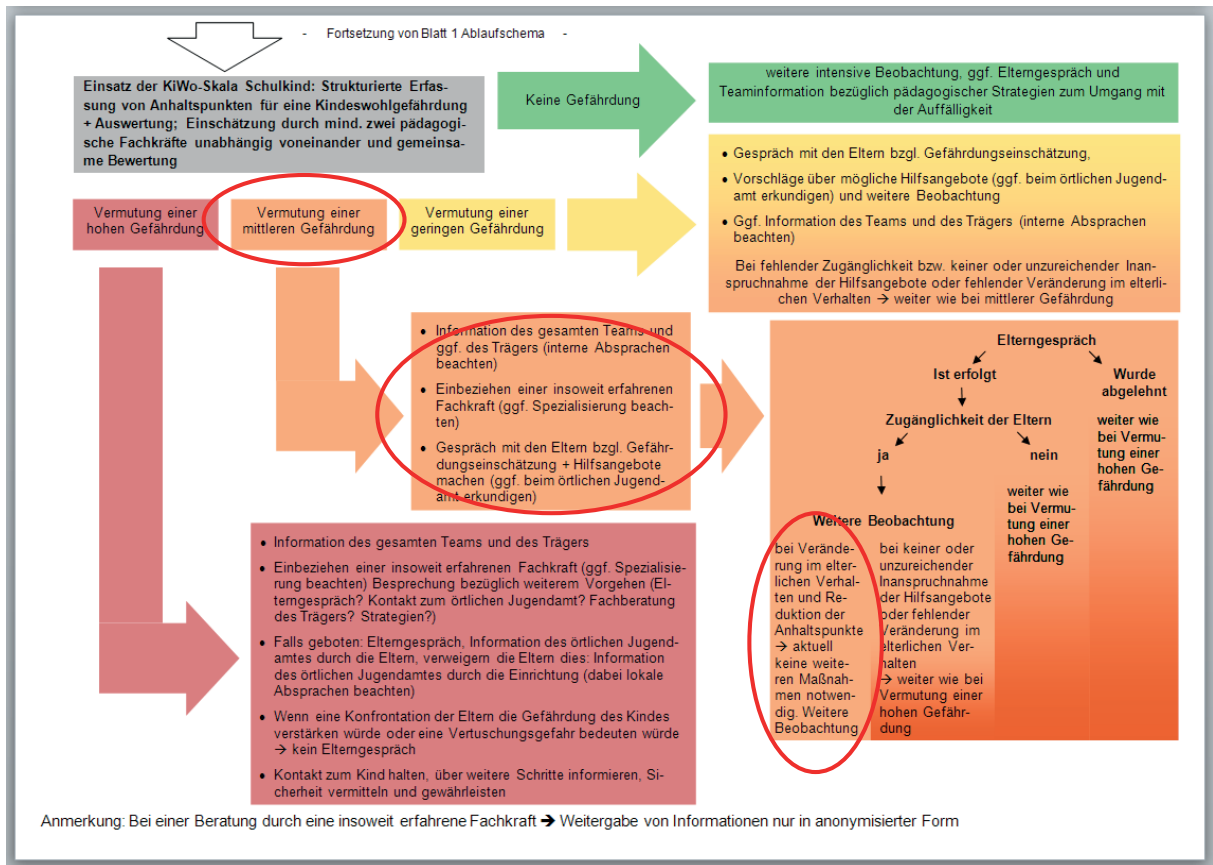 - Fortsetzung von Blatt 1 Ablaufschema -
Einsatz der KiWo-Skala Schulkind: Strukturierte Erfas-
sung von Anhaltspunkten für eine Kindeswohlgefährdung
+ Auswertung; Einschätzung durch mind. zwei pädagogi-
sche Fachkräfte unabhängig voneinander und gemeinsa-
me Bewertung
Keine Gefährdung
weitere intensive Beobachtung, ggf. Elterngespräch und
Teaminformation bezüglich pädagogischer Strategien zum Umgang mit
der Auffälligkeit
Vermutung einer
hohen Gefährdung
Vermutung einer
mittleren Gefährdung
Vermutung einer
geringen Gefährdung
• Gespräch mit den Eltern bzgl. Gefährdungseinschätzung,
• Vorschläge über mögliche Hilfsangebote (ggf. beim örtlichen Jugend-
amt erkundigen) und weitere Beobachtung
• Ggf. Information des Teams und des Trägers (interne Absprachen
beachten)
Bei fehlender Zugänglichkeit bzw. keiner oder unzureichender Inan-
spruchnahme der Hilfsangebote oder fehlender Veränderung im elterli-
chen Verhalten → weiter wie bei mittlerer Gefährdung
• Information des gesamten Teams und
ggf. des Trägers (interne Absprachen
beachten)
• Einbeziehen einer insoweit erfahrenen
Fachkraft (ggf. Spezialisierung beach-
ten)
• Gespräch mit den Eltern bzgl. Gefähr-
dungseinschätzung + Hilfsangebote
machen (ggf. beim örtlichen Jugend-
amt erkundigen)
Elterngespräch
Ist erfolgt
Wurde
abgelehnt
Zugänglichkeit der Eltern
weiter wie
bei Vermu-
tung einer
hohen Ge-
fährdung
ja
nein
weiter wie
bei Vermu-
tung einer
hohen Ge-
fährdung
Weitere Beobachtung
bei Verände-
rung im elter-
lichen Verhal-
ten und Re-
duktion der
Anhaltspunkte
→ aktuell
keine weite-
ren Maßnah-
men notwen-
dig. Weitere
Beobachtung
bei keiner oder
unzureichender
Inanspruchnahme
der Hilfsangebote
oder fehlender
Veränderung im
elterlichen Ver-
halten
→ weiter wie bei
Vermutung einer
hohen Gefähr-
dung
• Information des gesamten Teams und des Trägers
• Einbeziehen einer insoweit erfahrenen Fachkraft (ggf. Spezialisie-
rung beachten) Besprechung bezüglich weiterem Vorgehen (El-
terngespräch? Kontakt zum örtlichen Jugendamt? Fachberatung
des Trägers? Strategien?)
• Falls geboten: Elterngespräch, Information des örtlichen Jugend-
amtes durch die Eltern, verweigern die Eltern dies: Information
des örtlichen Jugendamtes durch die Einrichtung (dabei lokale
Absprachen beachten)
• Wenn eine Konfrontation der Eltern die Gefährdung des Kindes
verstärken würde oder eine Vertuschungsgefahr bedeuten würde
→ kein Elterngespräch
• Kontakt zum Kind halten, über weitere Schritte informieren, Si-
cherheit vermitteln und gewährleisten
Anmerkung: Bei einer Beratung durch eine insoweit erfahrene Fachkraft → Weitergabe von Informationen nur in anonymisierter Form